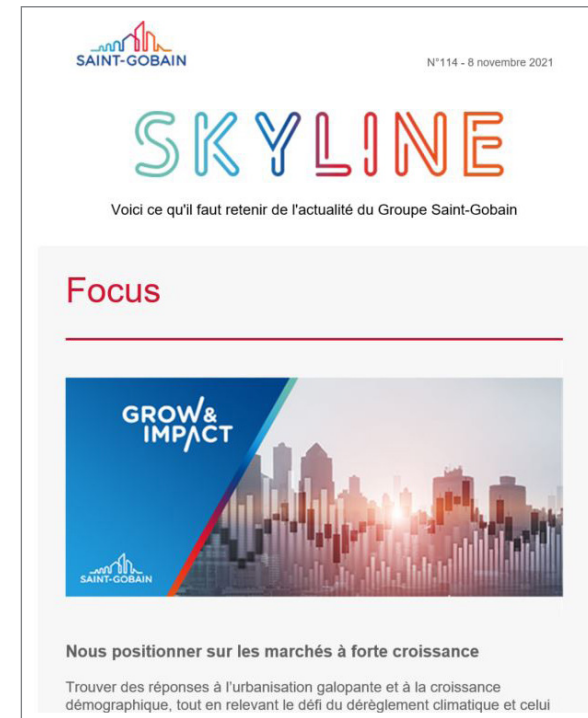 SAINT-GOBAIN
N°114 - 8 novembre 2021
SKYLINE
Voici ce qu'il faut retenir de l'actualité du Groupe Saint-Gobain
Focus
GROW&
IMPACT
SAINT-GOBAIN
Nous positionner sur les marchés à forte croissance
Trouver des réponses à l'urbanisation galopante et à la croissance
démographique, tout en relevant le défi du dérèglement climatique et celui